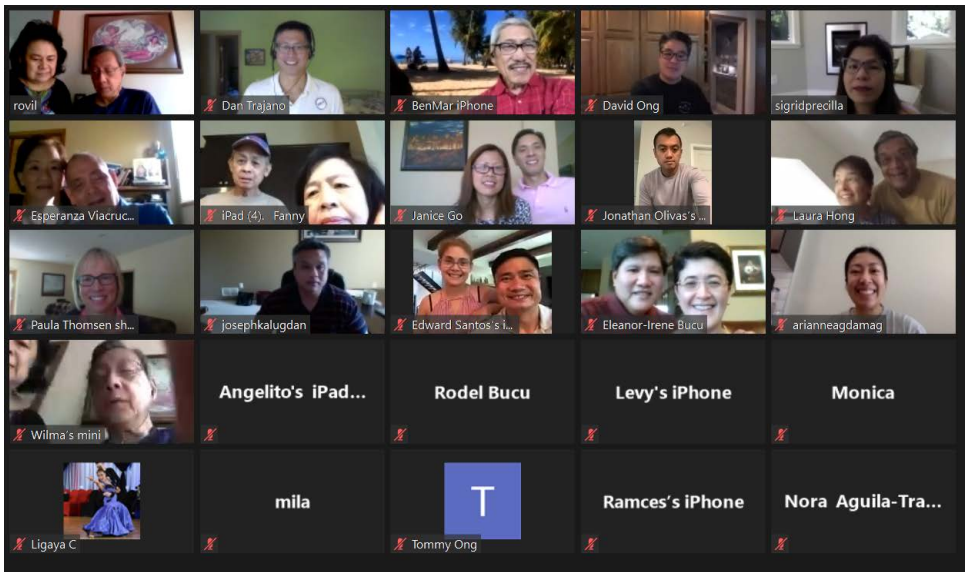 rovil
Dan Trajano
BenMar iPhone
David Ong
sigridprecilla
Esperanza Viacruc...
iPad (4). Fanny
Janice Go
Jonathan Olivas's ...
Laura Hong
Paula Thomsen sh...
josephkalugdan
Edward Santos's i...
Eleanor-Irene Bucu
arianneagdamag
Wilma's mini
Angelito's iPad...
Rodel Bucu
Levy's iPhone
Monica
Ligaya C
mila
T
Tommy Ong
Ramces's iPhone
Nora Aguila-Tra...